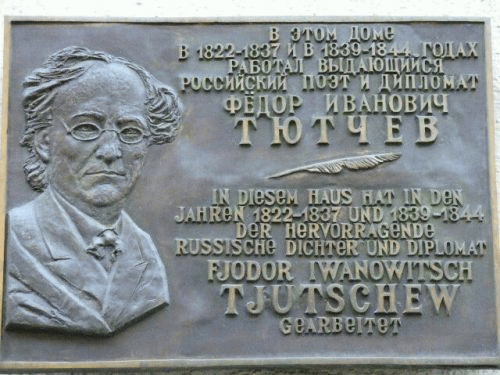 В ЭТОМ ДОМЕ
В 1822-1837 И В 1839-1844 ГОДАХ
РАБОТАЛ ВЫДАЮЩИЙСЯ
РОССИЙСКИЙ ПОЭТ И ДИПЛОМАТ
ФЁДОР ИВАНОВИЧ
ТЮТЧЕВ
IN DIESEM HAUS HAT IN DEN
JAHREN 1822-1837 UND 1839-1844
DER HERVORRAGENDE
RUSSISCHE DICHTER UND DIPLOMAT
FJODOR IWANOWITSCH
TJUTSCHEW
GEARBEITET